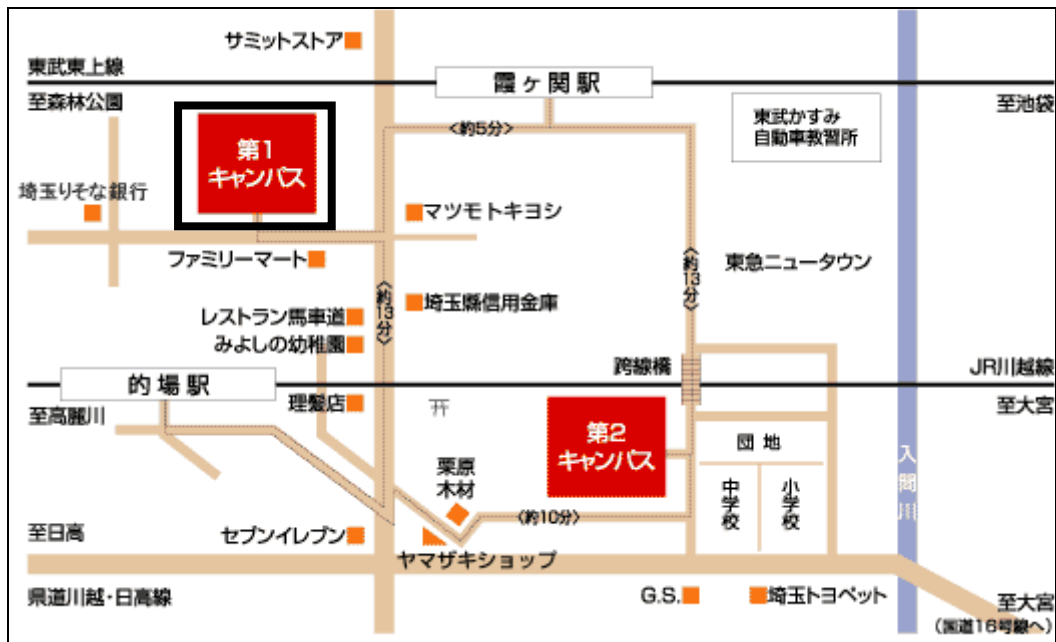 サミットストア
東武東上線
霞ヶ関駅
至森林公園
至池袋
東武かすみ
自動車教習所
〈約5分〉
第1
キャンパス
埼玉りそな銀行
マツモトキヨシ
ファミリーマート
〈約13分〉
東急ニュータウン
〈約13分〉
埼玉縣信用金庫
レストラン馬車道
みよしの幼稚園
跨線橋
JR川越線
的場駅
理髪店
至高麗川
至大宮
第2
キャンパス
団地
栗原
木材
中学校
小学校
入間川
〈約10分〉
至日高
セブンイレブン
ヤマザキショップ
県道川越・日高線
G.S.
埼玉トヨペット
至大宮
(国道16号線へ)